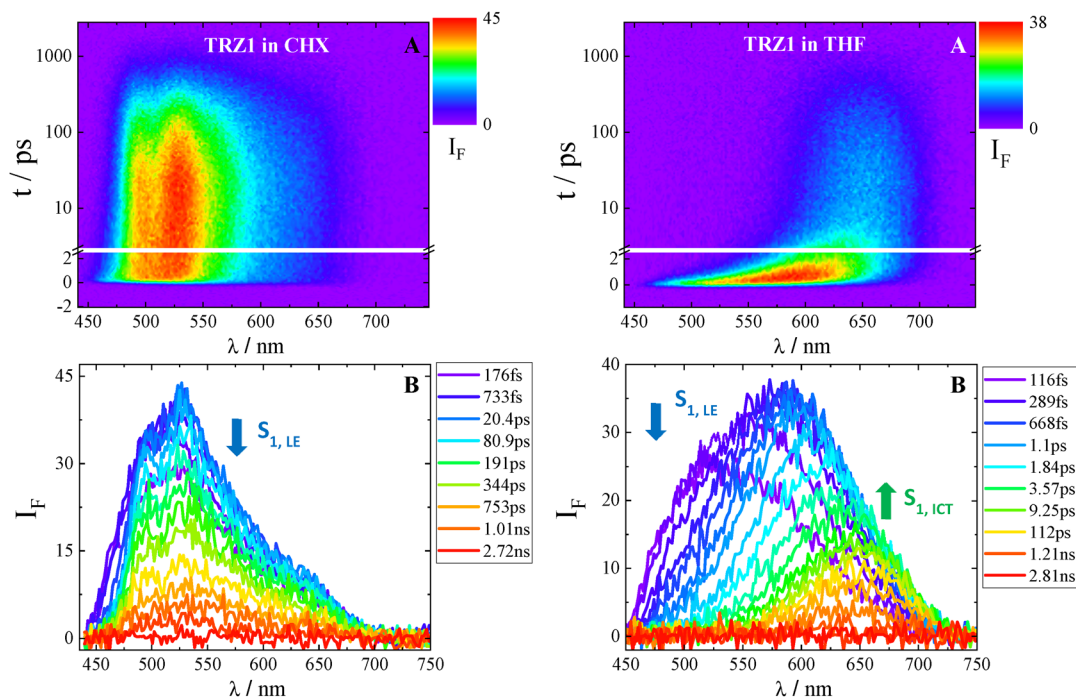 TRZ1 in CHX
A
45
0
I_F
t / ps
1000
100
10
2
0
-2
450 500 550 600 650 700
λ / nm
TRZ1 in THF
A
38
0
I_F
t / ps
1000
100
10
2
0
-2
450 500 550 600 650 700
λ / nm
B
S1, LE
I_F
45
30
15
0
450 500 550 600 650 700 750
λ / nm
176fs
733fs
20.4ps
80.9ps
191ps
344ps
753ps
1.01ns
2.72ns
B
S1, LE
S1, ICT
I_F
40
30
20
10
0
450 500 550 600 650 700 750
λ / nm
116fs
289fs
668fs
1.1ps
1.84ps
3.57ps
9.25ps
112ps
1.21ns
2.81ns